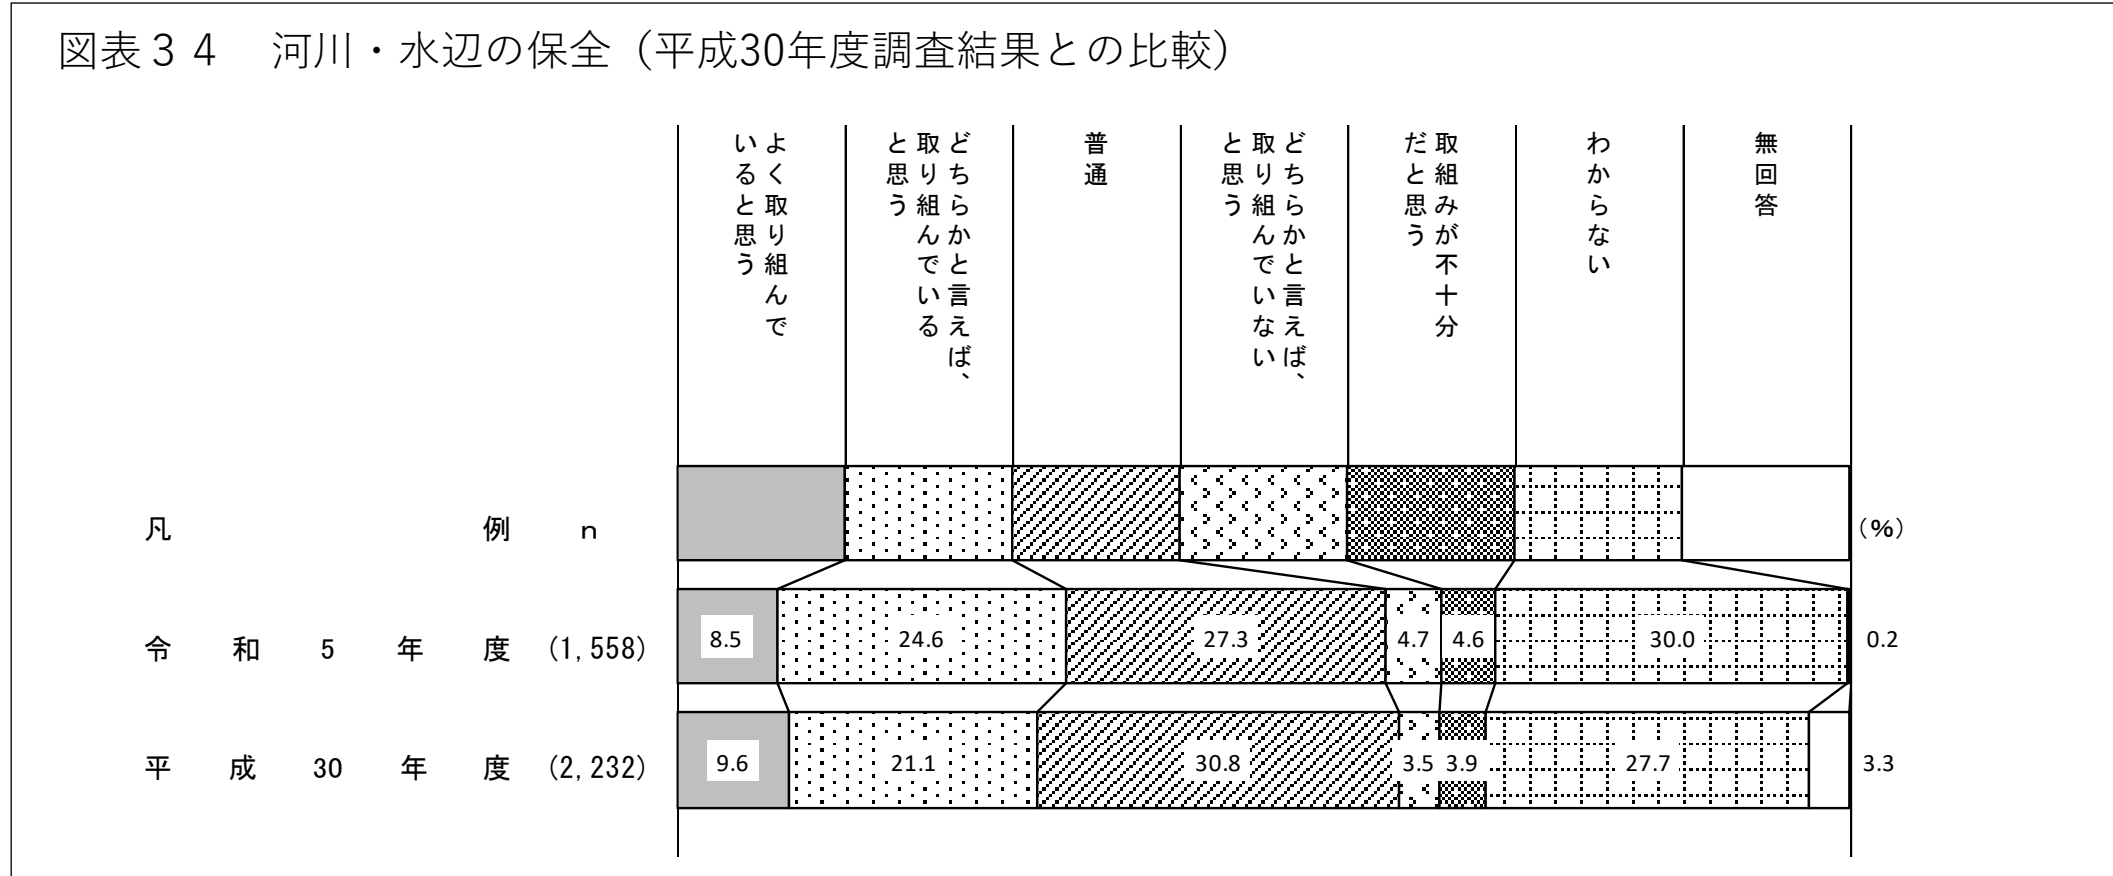 図表３４　河川・水辺の保全（平成30年度調査結果との比較）
よく取り組んで
いると思う
どちらかと言えば、
取り組んでいる
と思う
普通
どちらかと言えば、
取り組んでいない
と思う
取組みが不十分
だと思う
わからない
無回答
凡例 n (%)
令和5年度 (1,558) 8.5 24.6 27.3 4.7 4.6 30.0 0.2
平成30年度 (2,232) 9.6 21.1 30.8 3.5 3.9 27.7 3.3